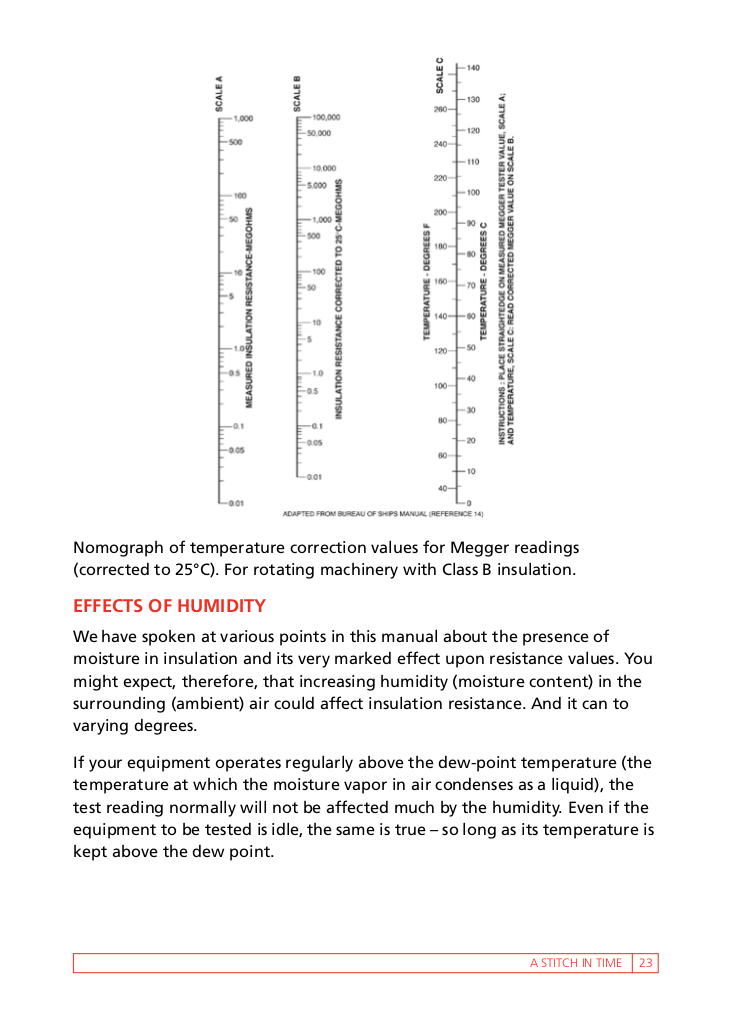 SCALE A
1,000
500
100
50
10
5
1.0
0.5
0.1
0.05
0.01
MEASURED INSULATION RESISTANCE-MEGOHMS
SCALE B
100,000
50,000
10,000
5,000
1,000
500
100
50
10
5
1.0
0.5
0.1
0.05
0.01
INSULATION RESISTANCE CORRECTED TO 25°C-MEGOHMS
SCALE C
260
240
220
200
180
160
140
120
100
80
60
40
TEMPERATURE - DEGREES F
140
130
120
110
100
90
80
70
60
50
40
30
20
10
0
TEMPERATURE - DEGREES C
INSTRUCTIONS : PLACE STRAIGHTEDGE ON MEASURED MEGGER TESTER VALUE, SCALE A;
AND TEMPERATURE, SCALE C: READ CORRECTED MEGGER VALUE ON SCALE B.
ADAPTED FROM BUREAU OF SHIPS MANUAL (REFERENCE 14)
Nomograph of temperature correction values for Megger readings
(corrected to 25°C). For rotating machinery with Class B insulation.
EFFECTS OF HUMIDITY
We have spoken at various points in this manual about the presence of
moisture in insulation and its very marked effect upon resistance values. You
might expect, therefore, that increasing humidity (moisture content) in the
surrounding (ambient) air could affect insulation resistance. And it can to
varying degrees.
If your equipment operates regularly above the dew-point temperature (the
temperature at which the moisture vapor in air condenses as a liquid), the
test reading normally will not be affected much by the humidity. Even if the
equipment to be tested is idle, the same is true – so long as its temperature is
kept above the dew point.
A STITCH IN TIME 23